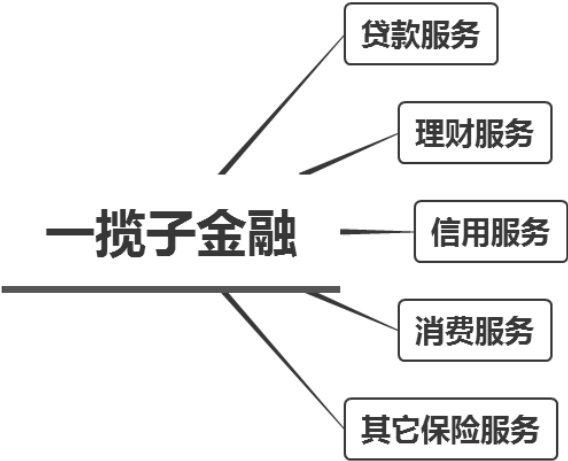 贷款服务
理财服务
一揽子金融
信用服务
消费服务
其它保险服务